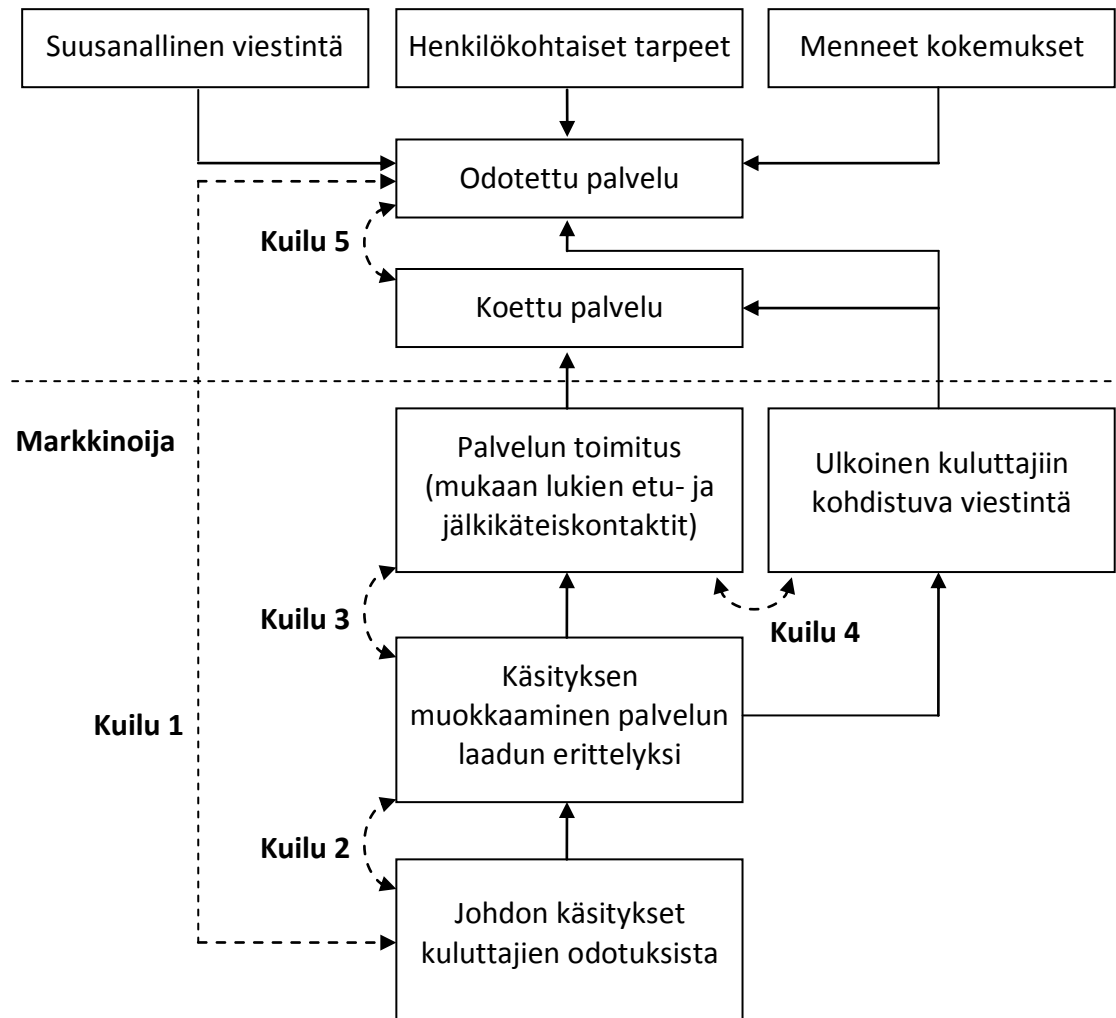 Suusanallinen viestintä
Henkilökohtaiset tarpeet
Menneet kokemukset
Odotettu palvelu
Kuilu 5
Koettu palvelu
Markkinoija
Palvelun toimitus
(mukaan lukien etu- ja
jälkikäteiskontaktit)
Ulkoinen kuluttajiin
kohdistuva viestintä
Kuilu 3
Kuilu 4
Käsityksen
muokkaaminen palvelun
laadun erittelyksi
Kuilu 1
Kuilu 2
Johdon käsitykset
kuluttajien odotuksista